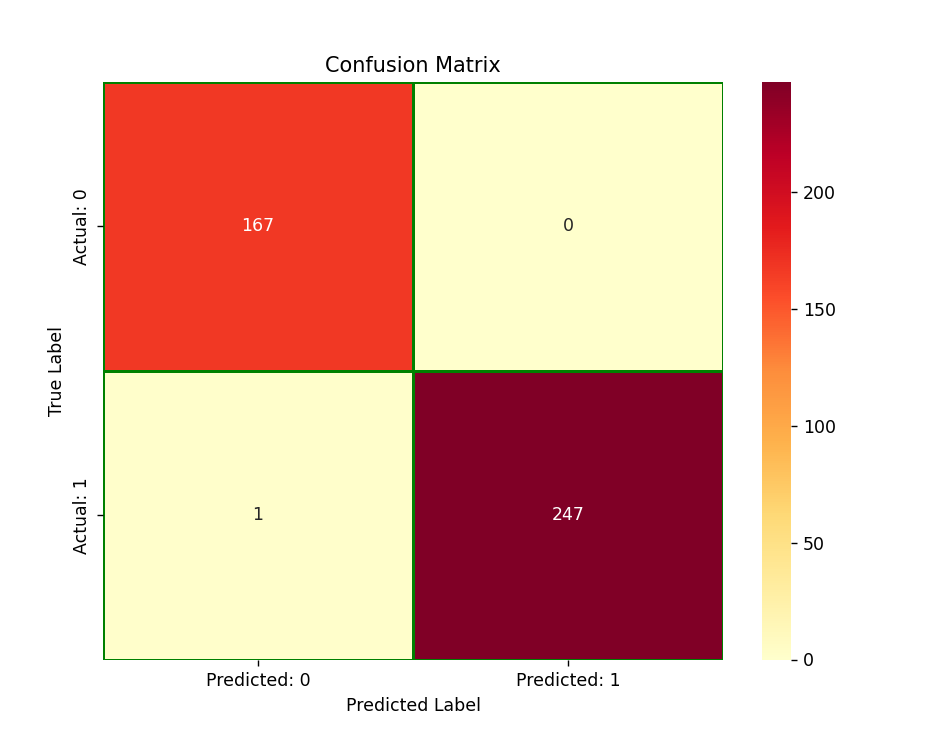 Confusion Matrix
Actual: 0
167
0
200
150
True Label
100
Actual: 1
1
247
50
0
Predicted: 0
Predicted: 1
Predicted Label